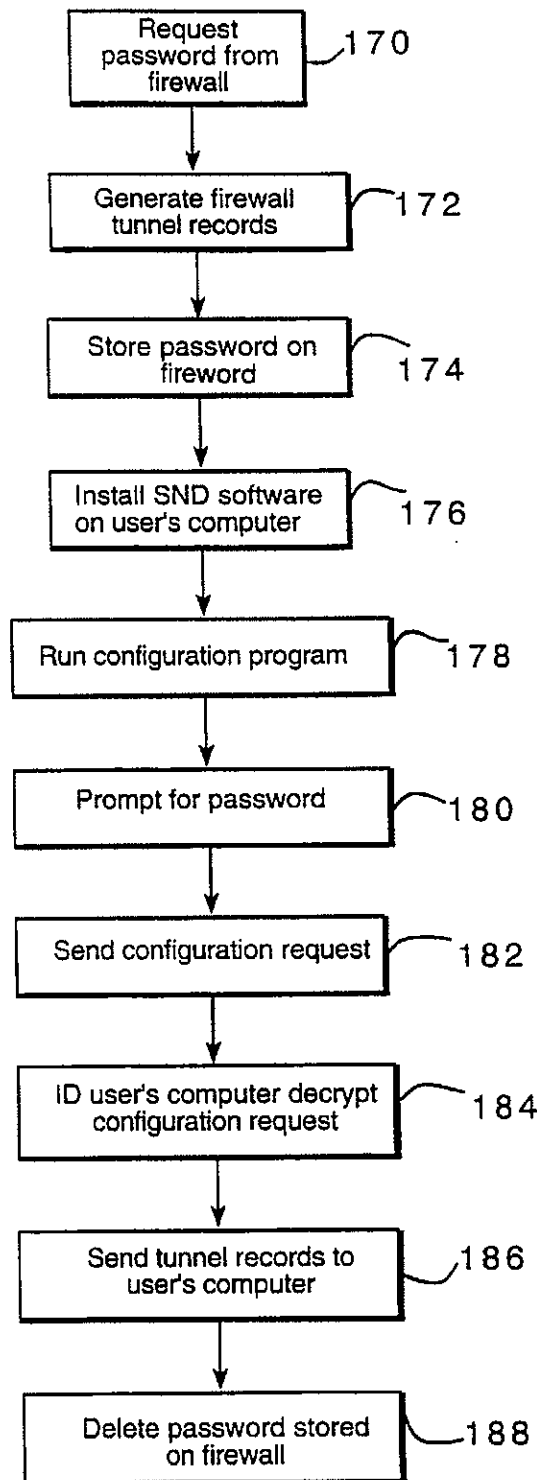 Request
password from
firewall
170
Generate firewall
tunnel records
172
Store password on
fireword
174
Install SND software
on user's computer
176
Run configuration program
178
Prompt for password
180
Send configuration request
182
ID user's computer decrypt
configuration request
184
Send tunnel records to
user's computer
186
Delete password stored
on firewall
188